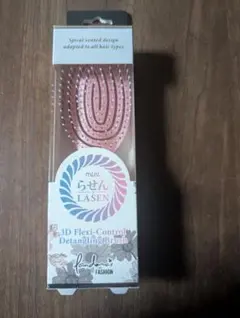 Spiral vented design
adapted to all hair types
らせん
LASEN
3D Flexi-Control
Detangling Brush
FASHION